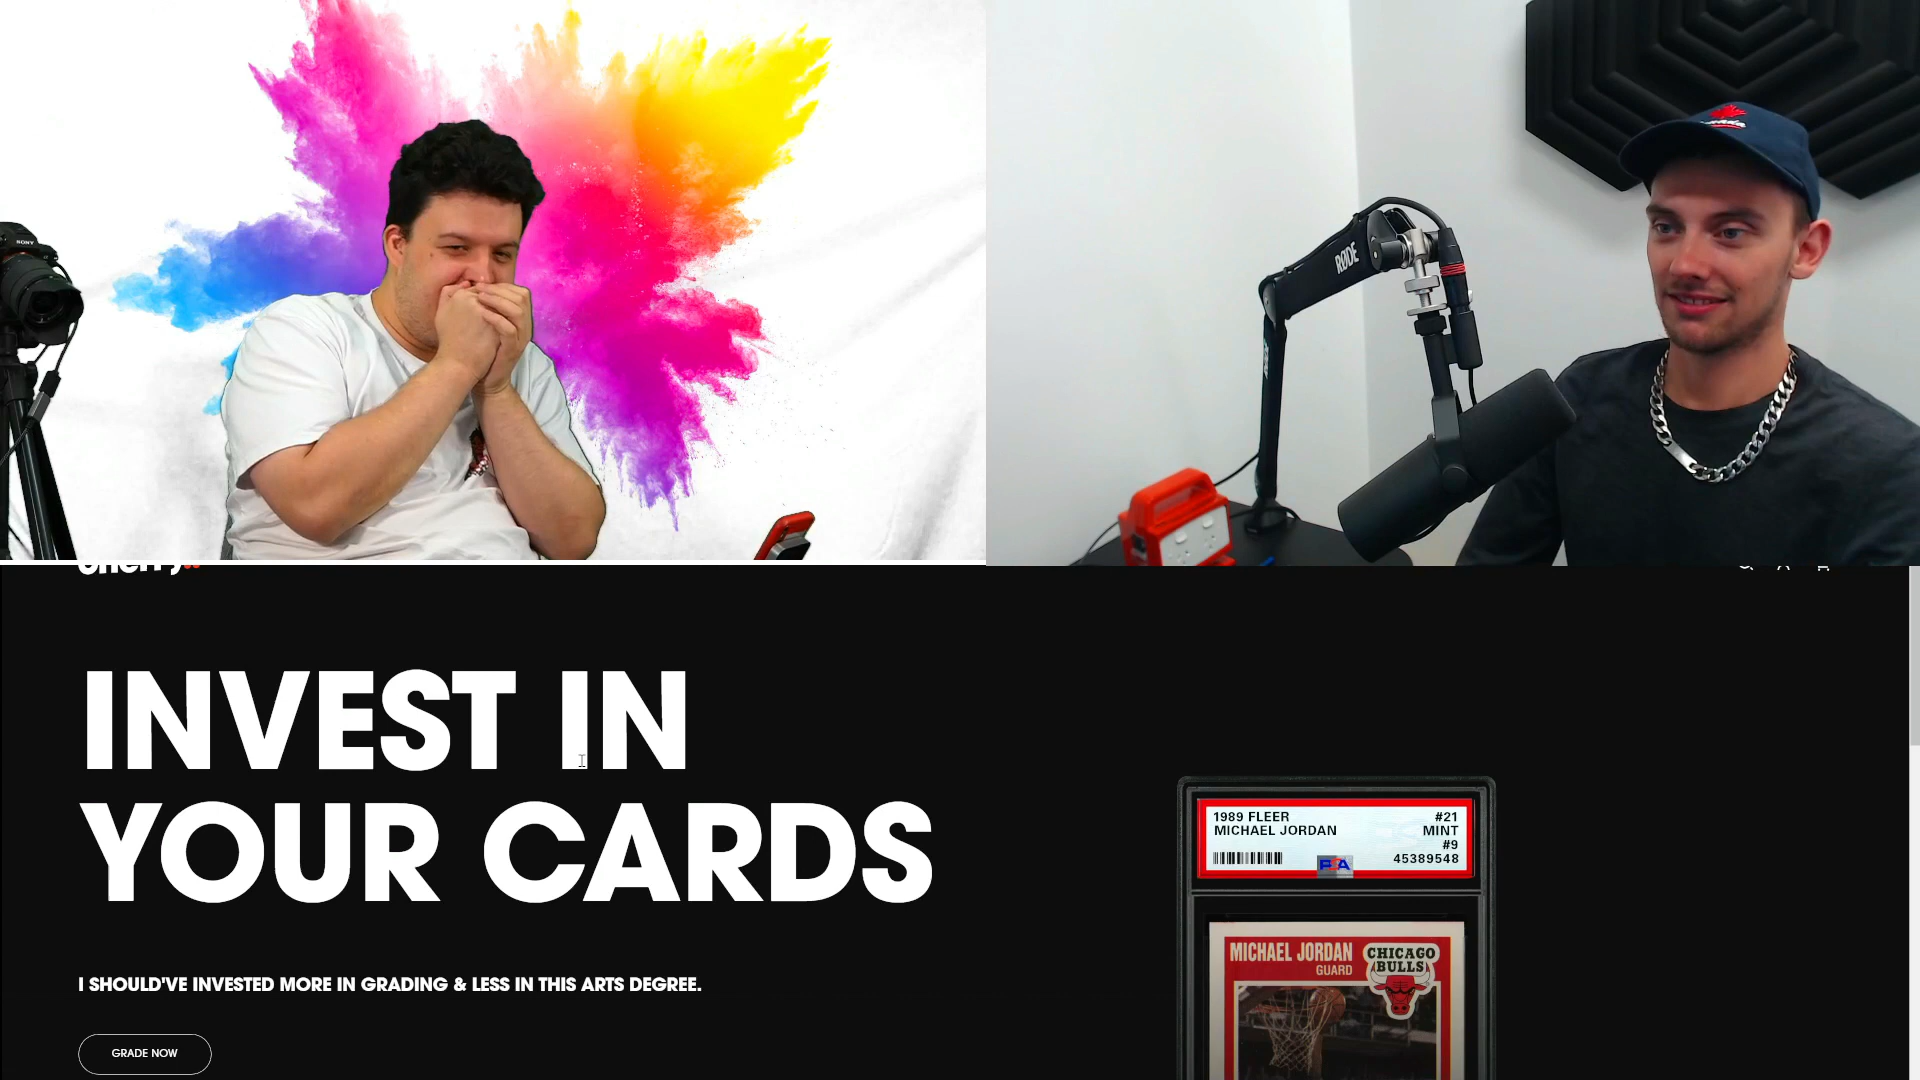 SONY
RØDE
INVEST IN
YOUR CARDS
I SHOULD'VE INVESTED MORE IN GRADING & LESS IN THIS ARTS DEGREE.
GRADE NOW
1989 FLEER #21
MICHAEL JORDAN MINT
#9
45389548
PSA
MICHAEL JORDAN
GUARD
CHICAGO
BULLS